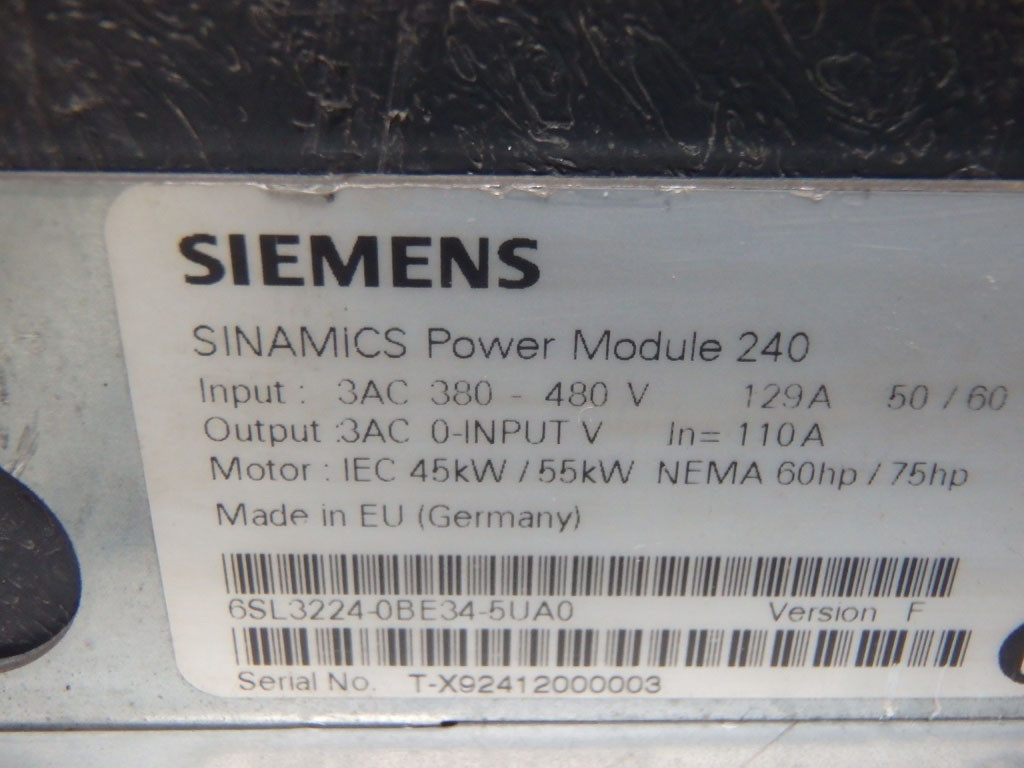 SIEMENS
SINAMICS Power Module 240
Input : 3AC 380 - 480 V 129A 50 / 60
Output :3AC 0-INPUT V In= 110A
Motor : IEC 45kW / 55kW NEMA 60hp / 75hp
Made in EU (Germany)
6SL3224-0BE34-5UA0 Version F
Serial No. T-X92412000003